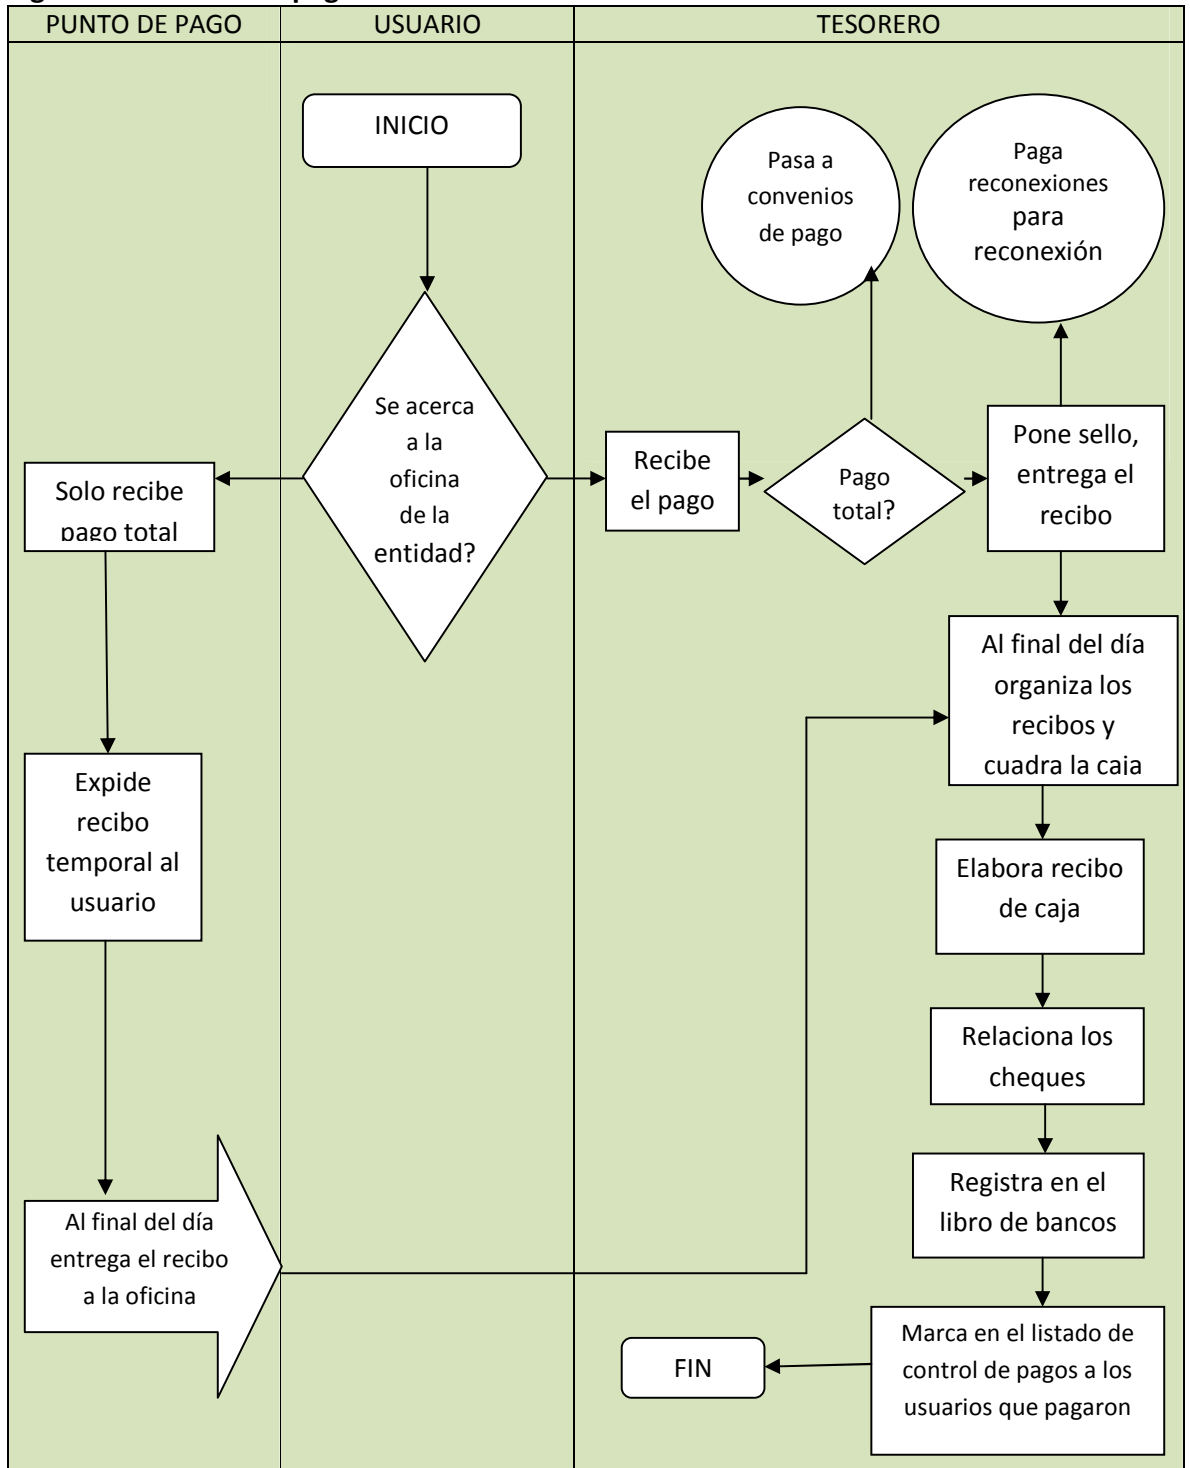 PUNTO DE PAGO
USUARIO
TESORERO
INICIO
Pasa a
convenios
de pago
Paga
reconexiones
para
reconexión
Se acerca
a la
oficina
de la
entidad?
Solo recibe
pago total
Recibe
el pago
Pago
total?
Pone sello,
entrega el
recibo
Al final del día
organiza los
recibos y
cuadra la caja
Expide
recibo
temporal al
usuario
Elabora recibo
de caja
Relaciona los
cheques
Registra en el
libro de bancos
Al final del día
entrega el recibo
a la oficina
Marca en el listado de
control de pagos a los
usuarios que pagaron
FIN